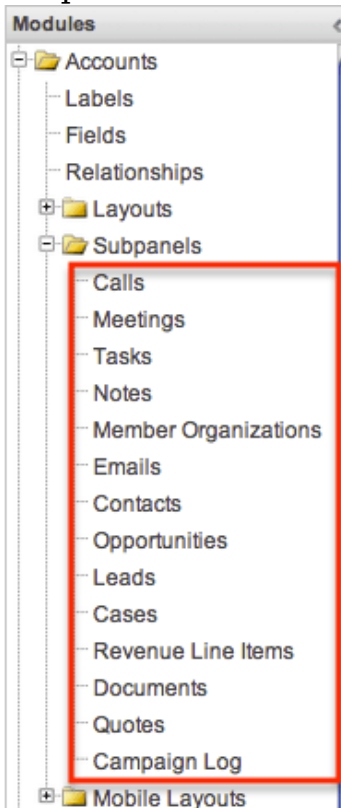 Modules
Accounts
Labels
Fields
Relationships
Layouts
Subpanels
Calls
Meetings
Tasks
Notes
Member Organizations
Emails
Contacts
Opportunities
Leads
Cases
Revenue Line Items
Documents
Quotes
Campaign Log
Mobile Layouts